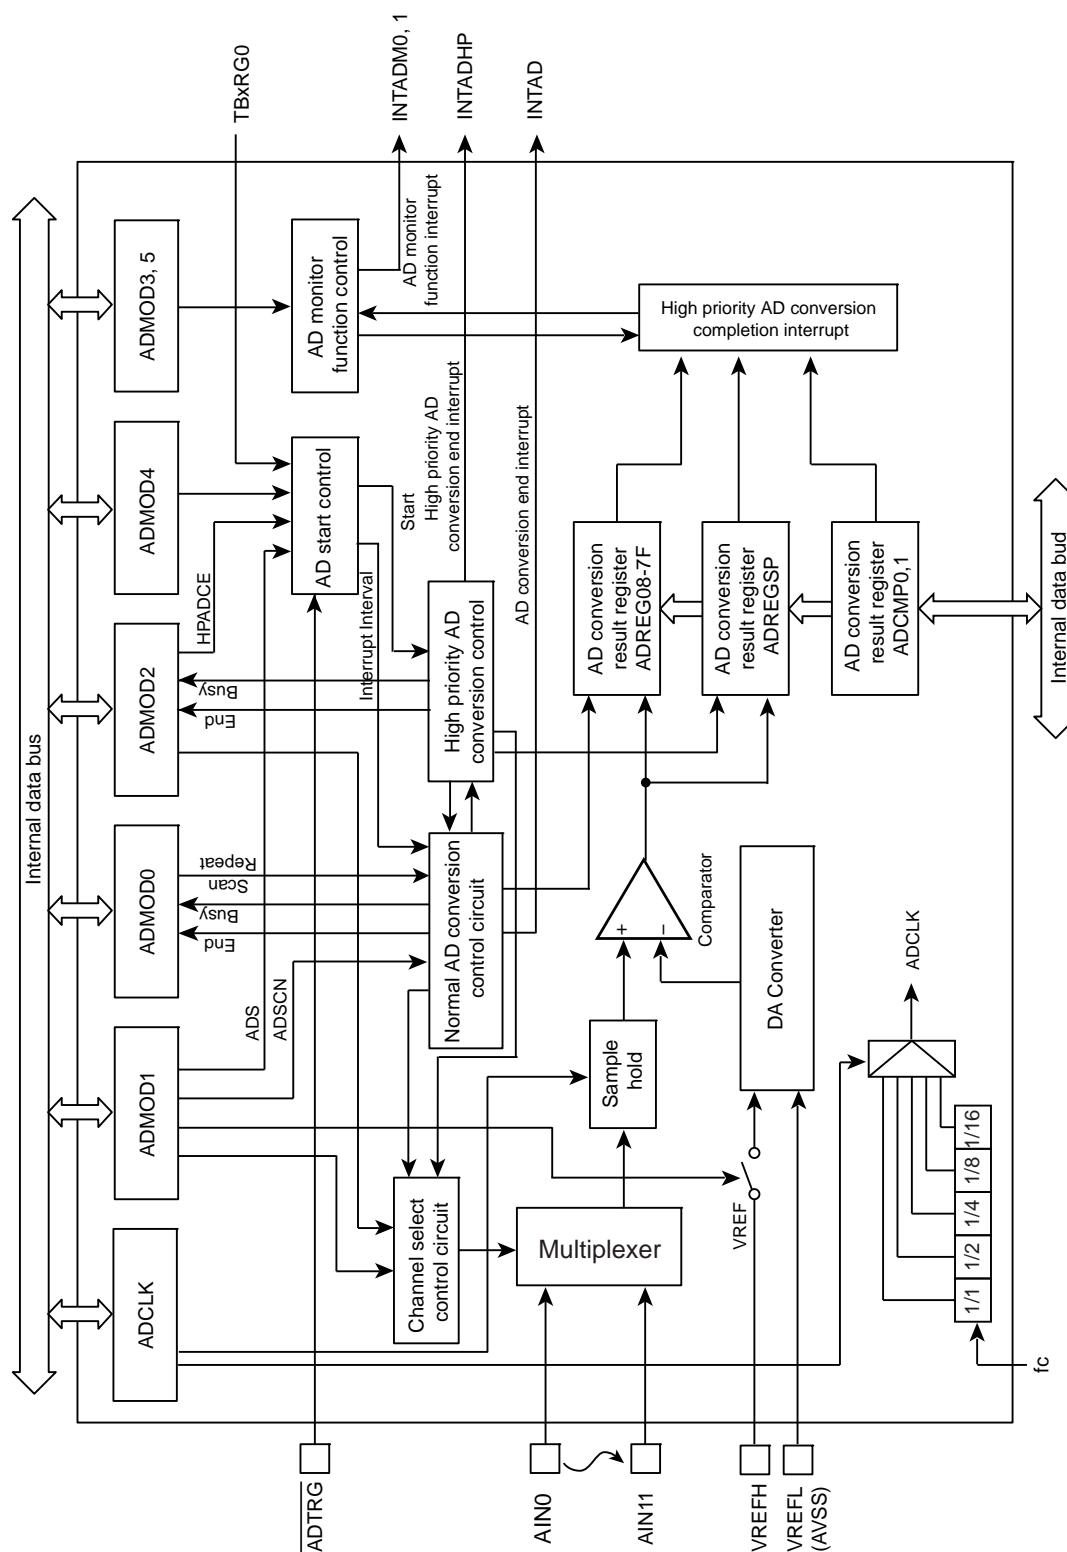 Internal data bus
ADCLK
ADMOD1
ADMOD0
ADMOD2
ADMOD4
ADMOD3, 5
TBxRG0
INTADM0, 1
INTADHP
INTAD
ADS
ADSCN
End
Busy
Scan
Repeat
End
Busy
HPADCE
Interrupt Interval
AD start control
Start
AD monitor
function control
AD monitor
function interrupt
High priority AD
conversion end interrupt
AD conversion end interrupt
Channel select
control circuit
Normal AD conversion
control circuit
High priority AD
conversion control
ADTRG
AIN0
AIN11
Multiplexer
Sample
hold
+
−
Comparator
AD conversion
result register
ADREG08-7F
AD conversion
result register
ADREGSP
AD conversion
result register
ADCMP0,1
High priority AD conversion
completion interrupt
VREFH
VREFL
(AVSS)
VREF
DA Converter
ADCLK
1/1
1/2
1/4
1/8
1/16
fc
Internal data bud